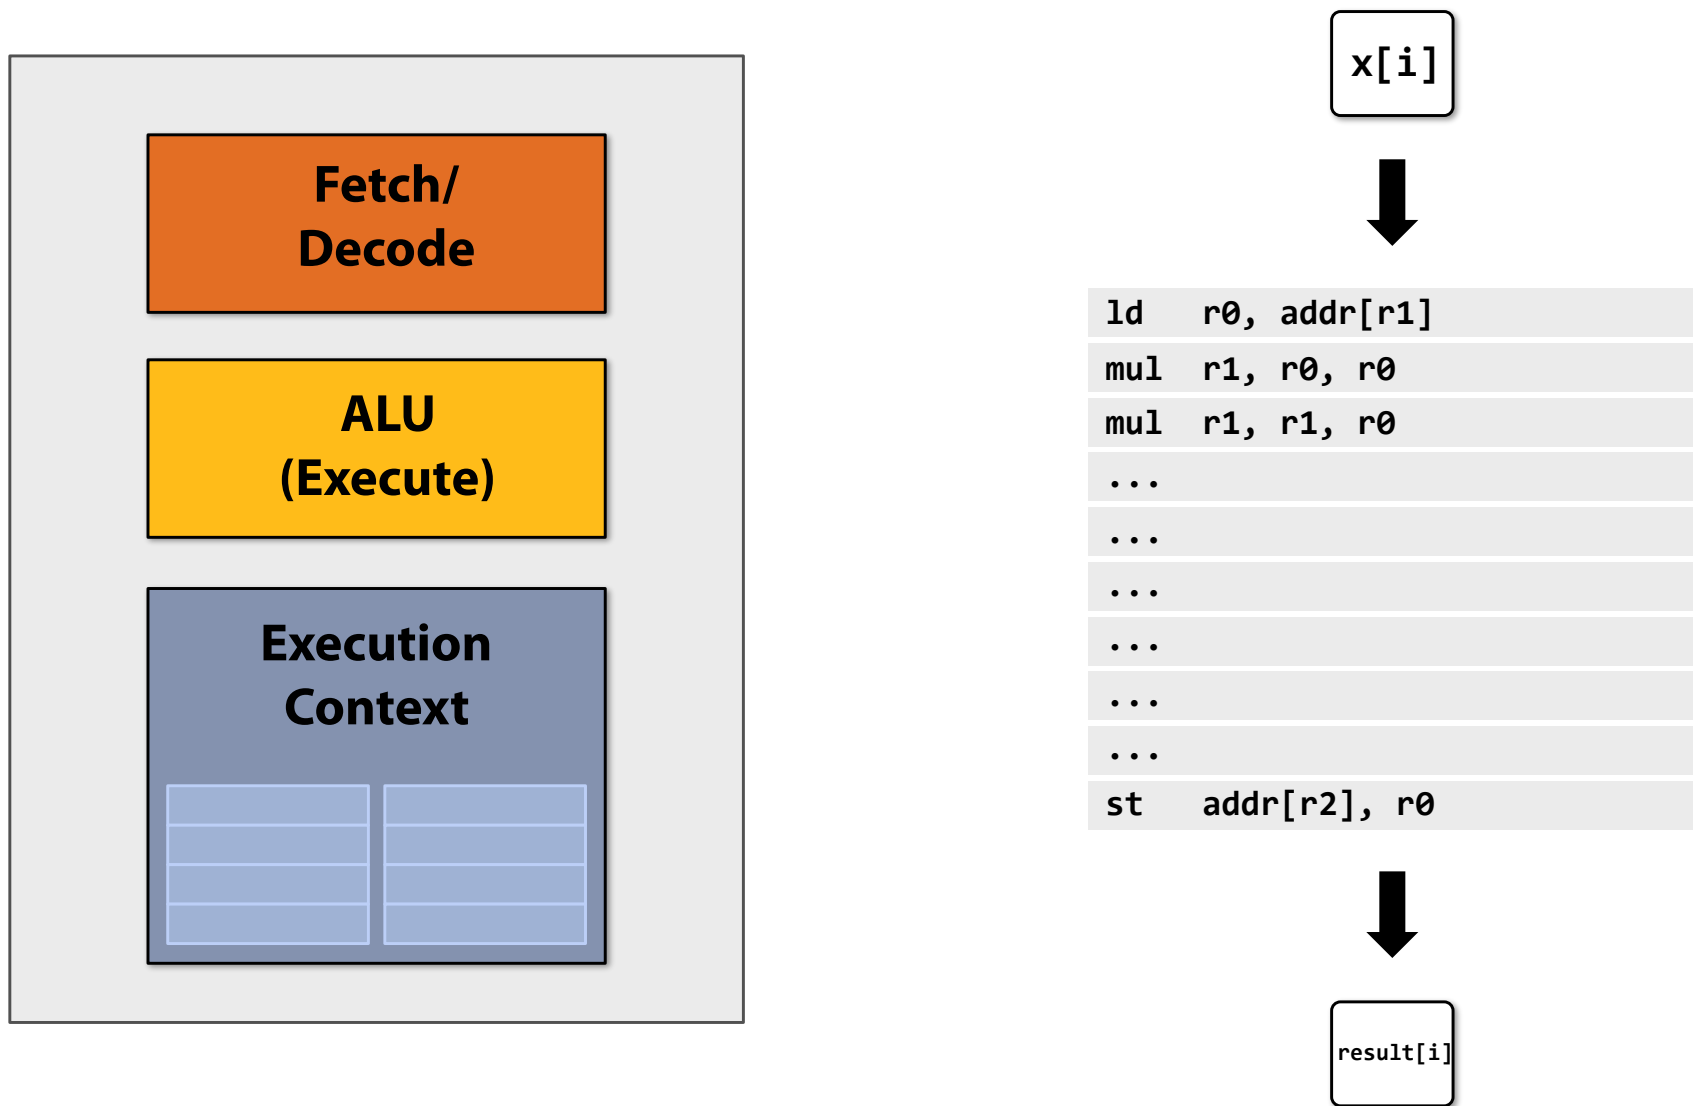 Fetch/
Decode
ALU
(Execute)
Execution
Context
x[i]
ld r0, addr[r1]
mul r1, r0, r0
mul r1, r1, r0
...
...
...
...
...
...
st addr[r2], r0
result[i]